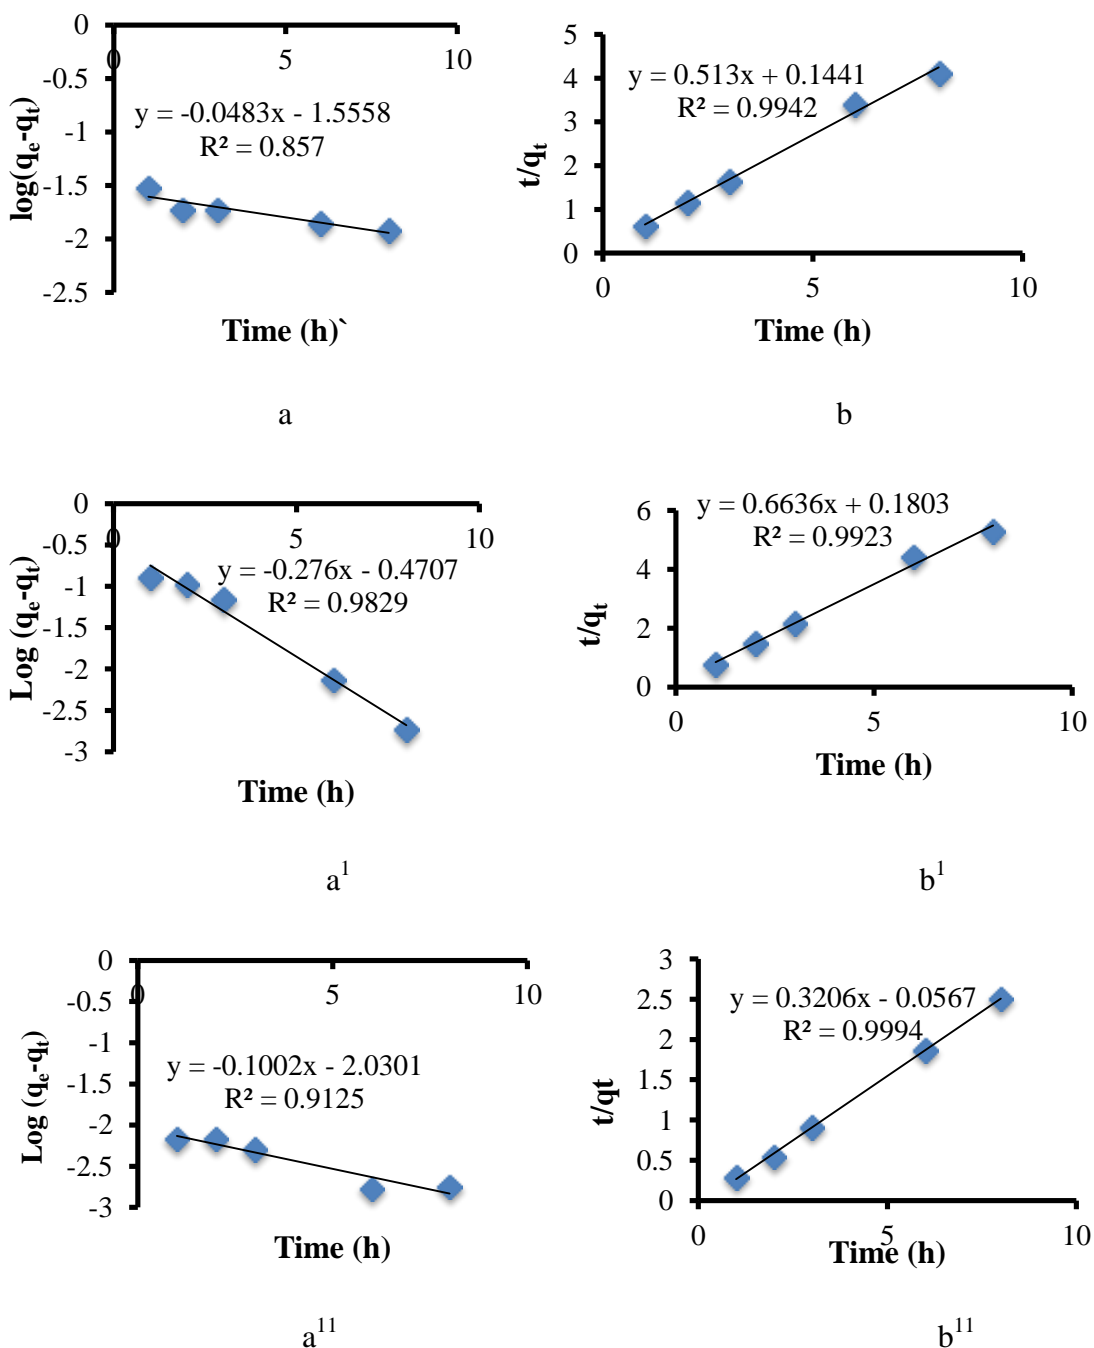 0
0
5
10
-0.5
-1
-1.5
-2
-2.5
log(qₑ-qₜ)
y = -0.0483x - 1.5558
R² = 0.857
Time (h)`
a
5
4
3
2
1
0
0
5
10
t/qₜ
y = 0.513x + 0.1441
R² = 0.9942
Time (h)
b
0
0
5
10
-0.5
-1
-1.5
-2
-2.5
-3
Log (qₑ-qₜ)
y = -0.276x - 0.4707
R² = 0.9829
Time (h)
a¹
6
4
2
0
0
5
10
t/qₜ
y = 0.6636x + 0.1803
R² = 0.9923
Time (h)
b¹
0
0
5
10
-0.5
-1
-1.5
-2
-2.5
-3
Log (qₑ-qₜ)
y = -0.1002x - 2.0301
R² = 0.9125
Time (h)
a¹¹
3
2.5
2
1.5
1
0.5
0
0
5
10
t/qt
y = 0.3206x - 0.0567
R² = 0.9994
Time (h)
b¹¹